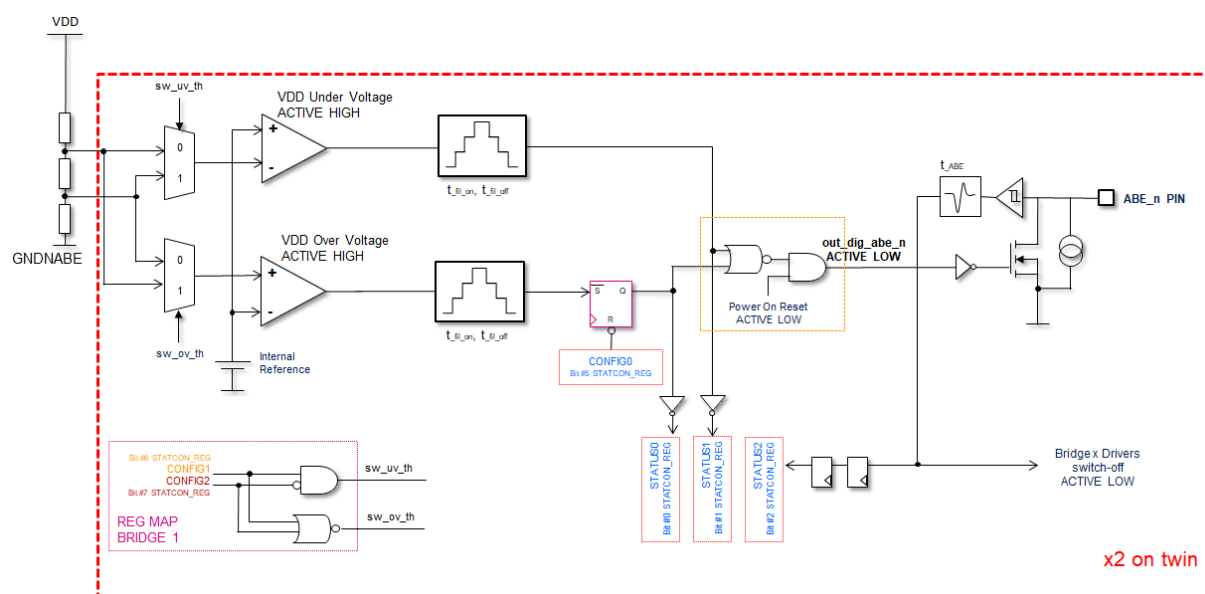 VDD
sw_uv_th
0
1
VDD Under Voltage
ACTIVE HIGH
+
-
t_fil_on, t_fil_off
t_ABE
ABE_n PIN
GNDNABE
0
1
sw_ov_th
VDD Over Voltage
ACTIVE HIGH
+
-
t_fil_on, t_fil_off
Internal
Reference
S
Q
R
CONFIG0
Bit #5 STATCON_REG
out_dig_abe_n
ACTIVE LOW
Power On Reset
ACTIVE LOW
STATUS0
Bit #0 STATCON_REG
STATUS1
Bit #1 STATCON_REG
STATUS2
Bit #2 STATCON_REG
Bridge x Drivers
switch-off
ACTIVE LOW
Bit #6 STATCON_REG
CONFIG1
CONFIG2
Bit #7 STATCON_REG
REG MAP
BRIDGE 1
sw_uv_th
sw_ov_th
x2 on twin